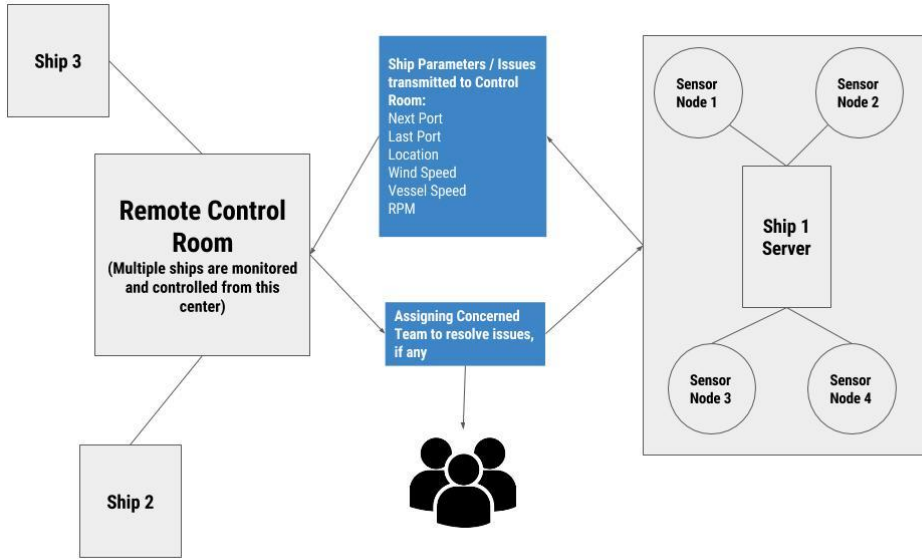 Ship 3
Remote Control
Room
(Multiple ships are monitored
and controlled from this
center)
Ship 2
Ship Parameters / Issues
transmitted to Control
Room:
Next Port
Last Port
Location
Wind Speed
Vessel Speed
RPM
Assigning Concerned
Team to resolve issues,
if any
Sensor
Node 1
Sensor
Node 2
Ship 1
Server
Sensor
Node 3
Sensor
Node 4